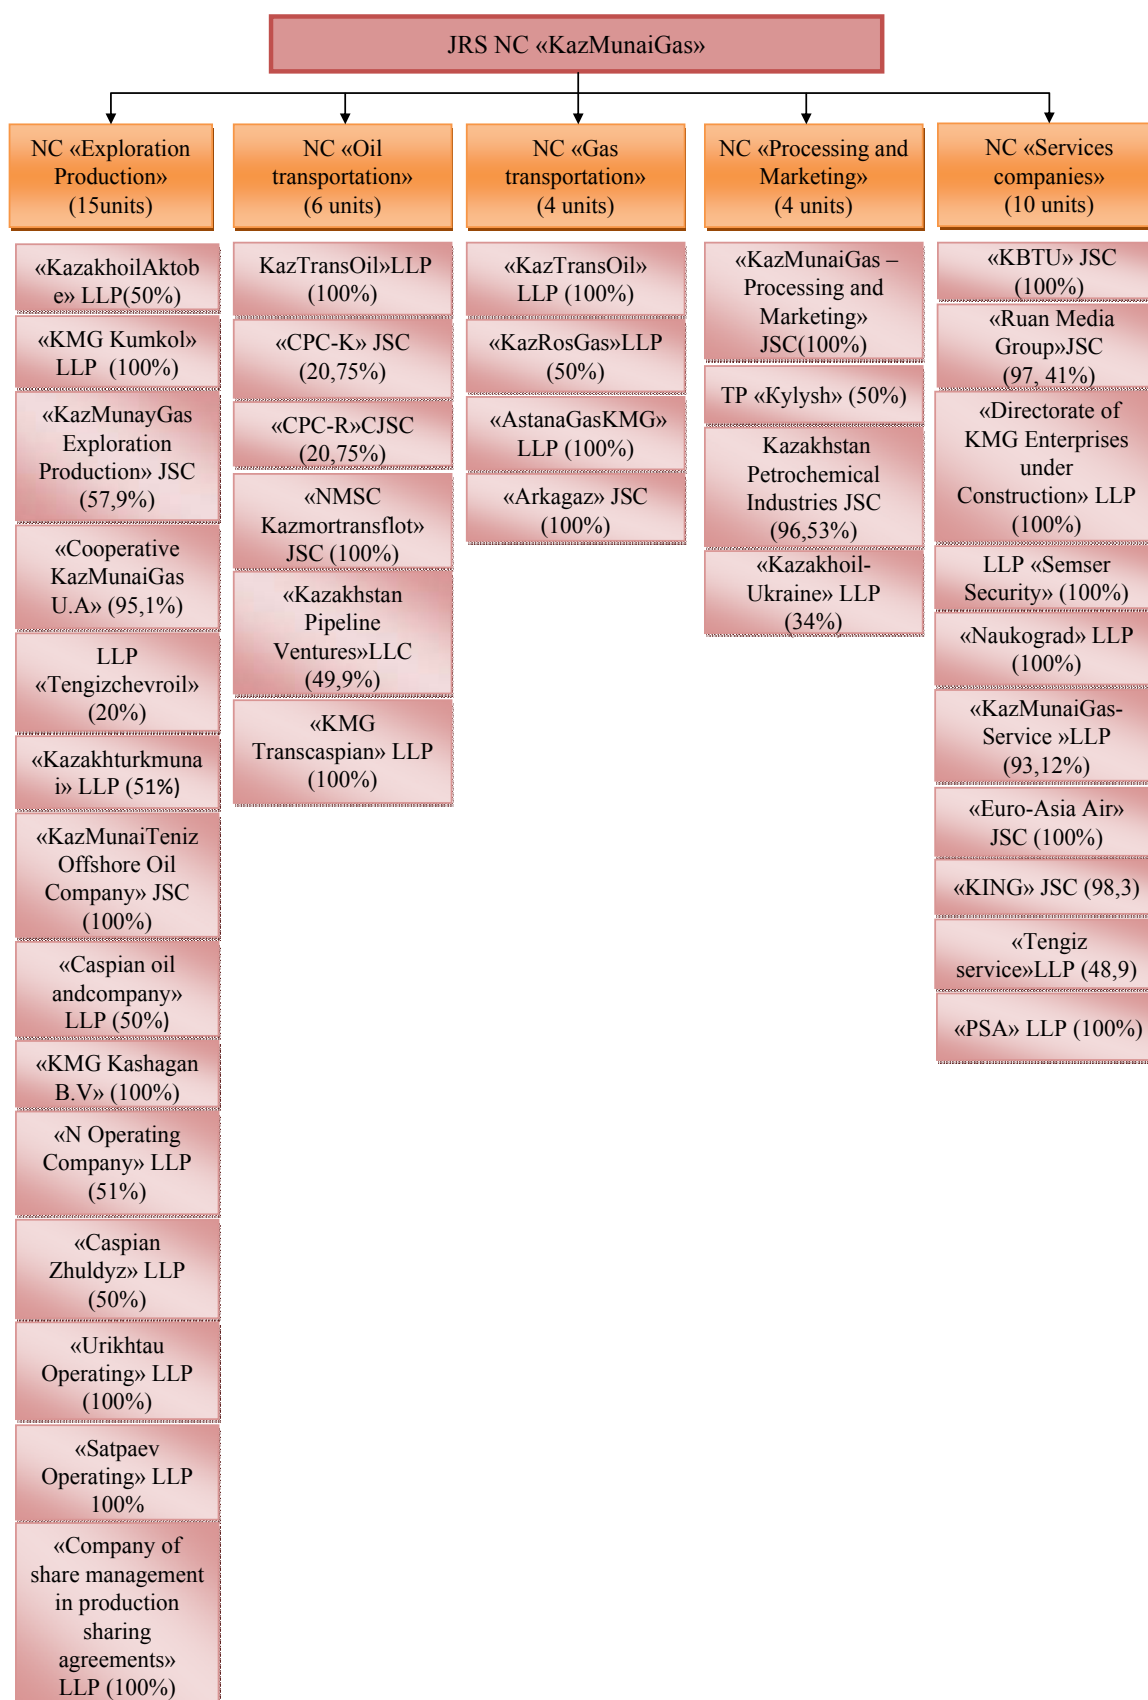 JRS NC «KazMunaiGas»
NC «Exploration
Production»
(15units)
NC «Oil
transportation»
(6 units)
NC «Gas
transportation»
(4 units)
NC «Processing and
Marketing»
(4 units)
NC «Services
companies»
(10 units)
«KazakhoilAktob
e» LLP(50%)
«KMG Kumkol»
LLP (100%)
«KazMunayGas
Exploration
Production» JSC
(57,9%)
«Cooperative
KazMunaiGas
U.A» (95,1%)
LLP
«Tengizchevroil»
(20%)
«Kazakhturkmuna
i» LLP (51%)
«KazMunaiTeniz
Offshore Oil
Company» JSC
(100%)
«Caspian oil
andcompany»
LLP (50%)
«KMG Kashagan
B.V» (100%)
«N Operating
Company» LLP
(51%)
«Caspian
Zhuldyz» LLP
(50%)
«Urikhtau
Operating» LLP
(100%)
«Satpaev
Operating» LLP
100%
«Company of
share management
in production
sharing
agreements»
LLP (100%)
KazTransOil»LLP
(100%)
«CPC-K» JSC
(20,75%)
«CPC-R»CJSC
(20,75%)
«NMSC
Kazmortransflot»
JSC (100%)
«Kazakhstan
Pipeline
Ventures»LLC
(49,9%)
«KMG
Transcaspian» LLP
(100%)
«KazTransOil»
LLP (100%)
«KazRosGas»LLP
(50%)
«AstanaGasKMG»
LLP (100%)
«Arkagaz» JSC
(100%)
«KazMunaiGas –
Processing and
Marketing»
JSC(100%)
TP «Kylysh» (50%)
Kazakhstan
Petrochemical
Industries JSC
(96,53%)
«Kazakhoil-
Ukraine» LLP
(34%)
«KBTU» JSC
(100%)
«Ruan Media
Group»JSC
(97, 41%)
«Directorate of
KMG Enterprises
under
Construction» LLP
(100%)
LLP «Semser
Security» (100%)
«Naukograd» LLP
(100%)
«KazMunaiGas-
Service »LLP
(93,12%)
«Euro-Asia Air»
JSC (100%)
«KING» JSC (98,3)
«Tengiz
service»LLP (48,9)
«PSA» LLP (100%)